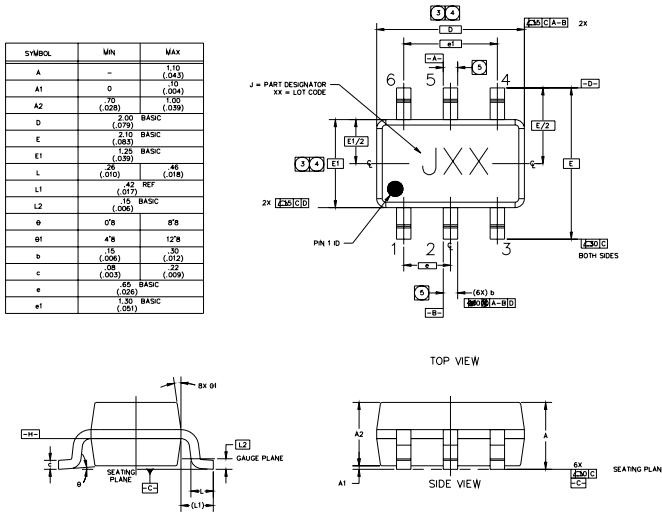 SYMBOL MIN MAX
A – 1.10 (.043)
A1 0 .10 (.004)
A2 .70 (.028) 1.00 (.039)
D 2.00 BASIC (.079)
E 2.10 BASIC (.083)
E1 1.25 BASIC (.039)
L .26 (.010) .46 (.018)
L1 .42 REF (.017)
L2 .15 BASIC (.006)
θ 0°8 8°8
θ1 4°8 12°8
b .15 (.006) .30 (.012)
c .08 (.003) .22 (.009)
e .65 BASIC (.026)
e1 1.30 BASIC (.051)
3 4
D
C A-B 2X
e1
-A-
5
6 5 4
-D-
J = PART DESIGNATOR
XX = LOT CODE
E1/2
E/2
3 4 E1
JXX
E
2X C D
PIN 1 ID
1 2 3
C
BOTH SIDES
e
5
(6X) b
A-B D
-B-
TOP VIEW
8X θ1
-H-
L2
GAUGE PLANE
c
θ
SEATING
PLANE
-C-
L
(L1)
A2
A
A1
SIDE VIEW
6X
C
-C-
SEATING PLAN